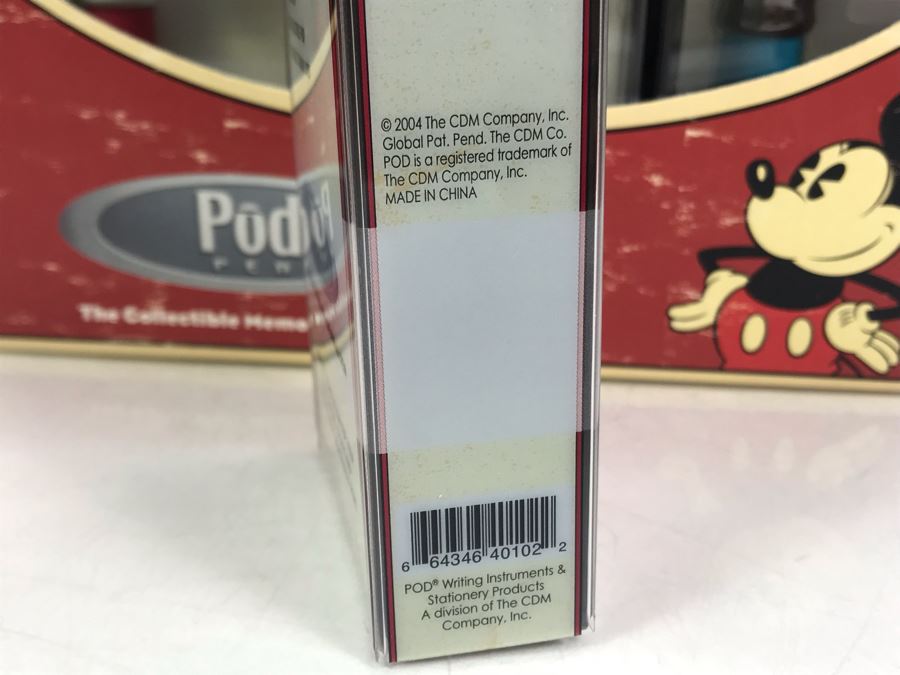 © 2004 The CDM Company, Inc.
Global Pat. Pend. The CDM Co.
POD is a registered trademark of
The CDM Company, Inc.
MADE IN CHINA
Pōd
PEN
The Collectible Memo
6 64346 40102 2
POD® Writing Instruments &
Stationery Products
A division of The CDM
Company, Inc.